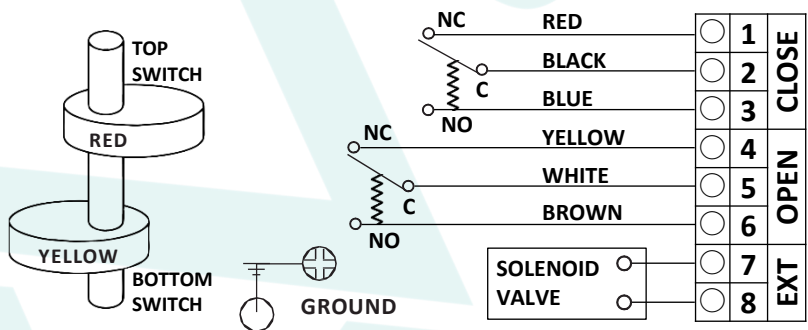 TOP
SWITCH
RED
YELLOW
BOTTOM
SWITCH
GROUND
NC
C
NO
RED
BLACK
BLUE
NC
C
NO
YELLOW
WHITE
BROWN
SOLENOID
VALVE
1
2
3
4
5
6
7
8
CLOSE
OPEN
EXT